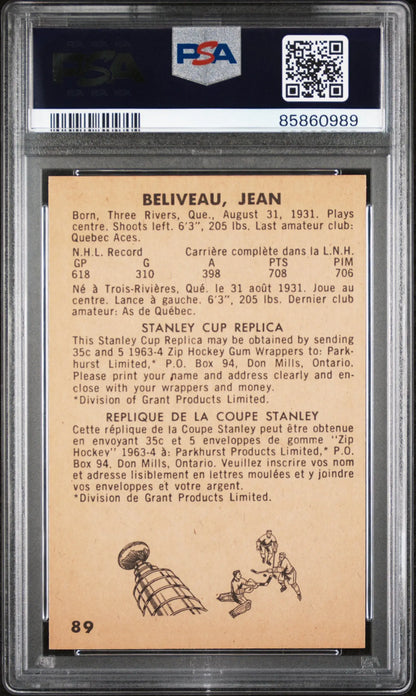 PSA
PSA
85860989
BELIVEAU, JEAN
Born, Three Rivers, Que., August 31, 1931. Plays
centre. Shoots left. 6'3", 205 lbs. Last amateur club:
Quebec Aces.
N.H.L. Record Carrière complète dans la L.N.H.
GP G A PTS PIM
618 310 398 708 706
Né à Trois-Rivières, Qué. le 31 août 1931. Joue au
centre. Lance à gauche. 6'3", 205 lbs. Dernier club
amateur: As de Québec.
STANLEY CUP REPLICA
This Stanley Cup Replica may be obtained by sending
35c and 5 1963-4 Zip Hockey Gum Wrappers to: Park-
hurst Limited,* P.O. Box 94, Don Mills, Ontario.
Please print your name and address clearly and en-
close with your wrappers and money.
*Division of Grant Products Limited.
REPLIQUE DE LA COUPE STANLEY
Cette réplique de la Coupe Stanley peut être obtenue
en envoyant 35c et 5 enveloppes de gomme "Zip
Hockey" 1963-4 à: Parkhurst Products Limited,* P.O.
Box 94, Don Mills, Ontario. Veuillez inscrire vos nom
et adresse lisiblement en lettres moulées et y joindre
vos enveloppes et votre argent.
*Division de Grant Products Limited.
89